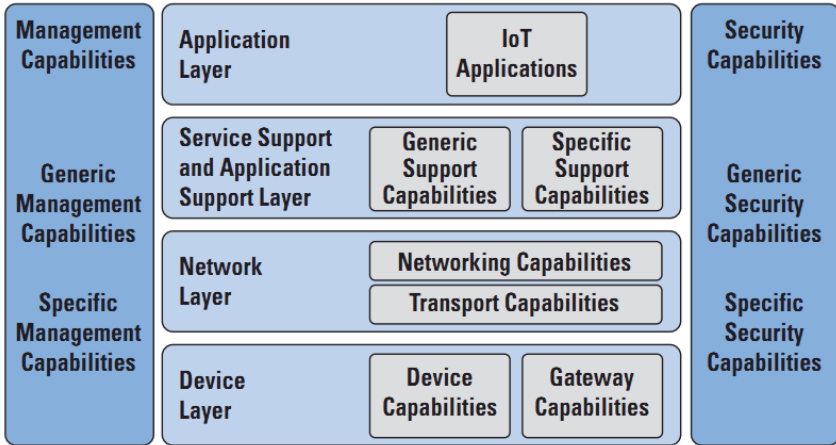 Management
Capabilities
Generic
Management
Capabilities
Specific
Management
Capabilities
Application
Layer
IoT
Applications
Service Support
and Application
Support Layer
Generic
Support
Capabilities
Specific
Support
Capabilities
Network
Layer
Networking Capabilities
Transport Capabilities
Device
Layer
Device
Capabilities
Gateway
Capabilities
Security
Capabilities
Generic
Security
Capabilities
Specific
Security
Capabilities